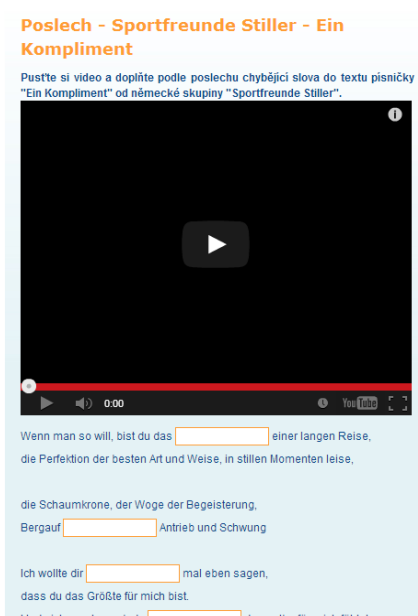 Poslech - Sportfreunde Stiller - Ein
Kompliment
Pusťte si video a doplňte podle poslechu chybějící slova do textu písničky
"Ein Kompliment" od německé skupiny "Sportfreunde Stiller".
0:00
YouTube
Wenn man so will, bist du das einer langen Reise,
die Perfektion der besten Art und Weise, in stillen Momenten leise,
die Schaumkrone, der Woge der Begeisterung,
Bergauf Antrieb und Schwung
Ich wollte dir mal eben sagen,
dass du das Größte für mich bist.